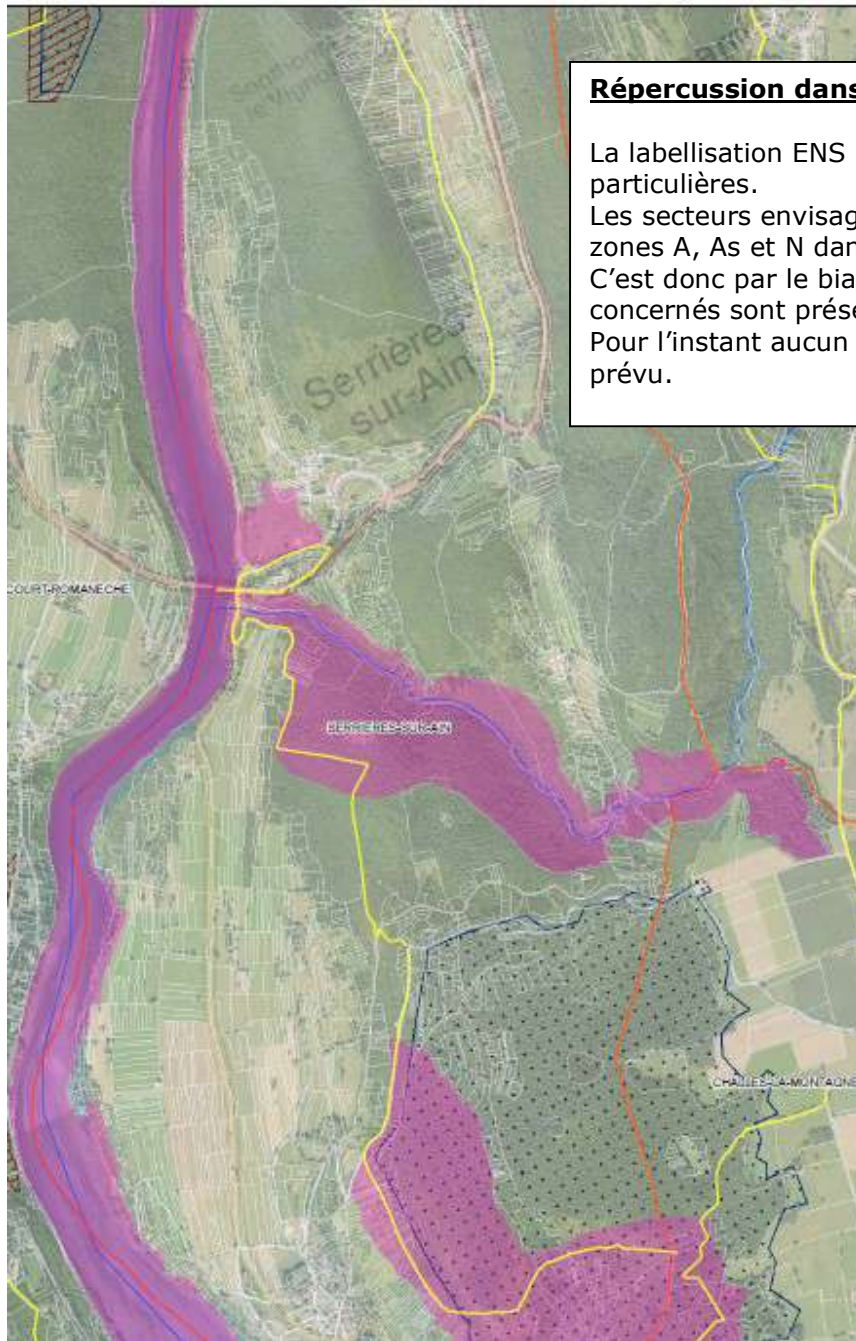 Répercussion dans
La labellisation ENS
particulières.
Les secteurs envisag
zones A, As et N dan
C’est donc par le bia
concernés sont prése
Pour l’instant aucun
prévu.
Serrières
sur-Ain
COURT-ROMANECHE
SERRIERES-SUR-AIN
CHALLES-LA-MONTAGNE